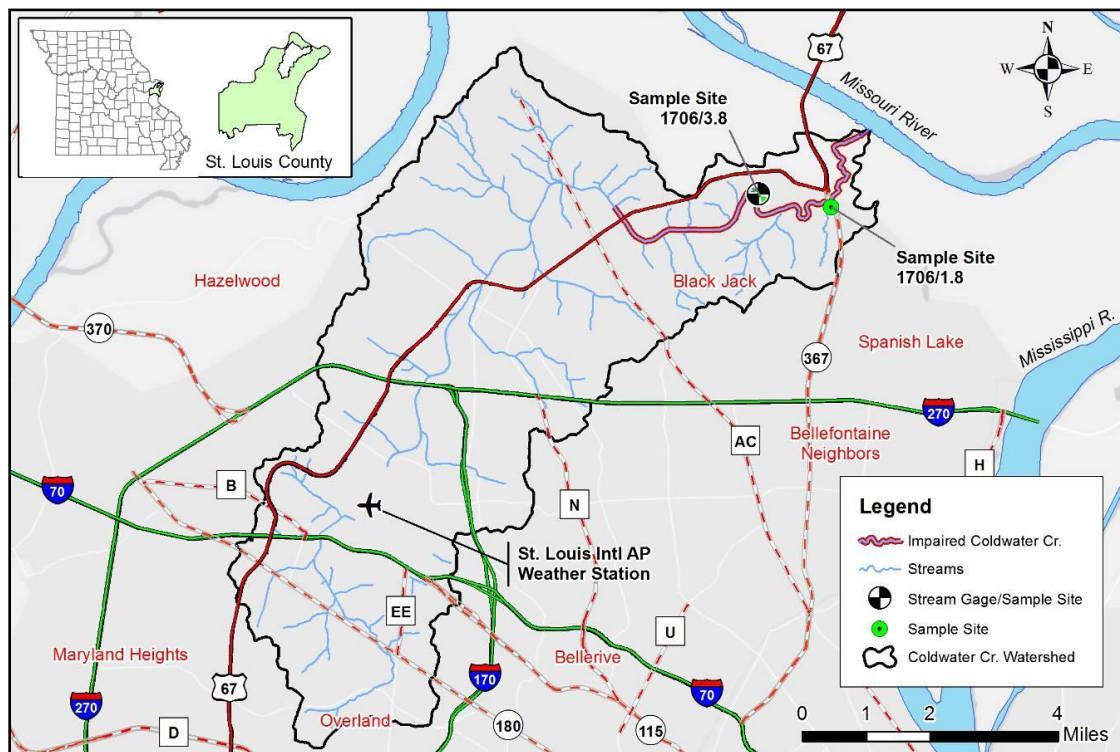 St. Louis County
67
Missouri River
N
W
E
S
Sample Site
1706/3.8
Sample Site
1706/1.8
Hazelwood
Black Jack
370
367
Spanish Lake
Mississippi R.
270
AC
Bellefontaine
Neighbors
H
70
B
N
St. Louis Intl AP
Weather Station
EE
U
Maryland Heights
Bellerive
67
170
70
270
Overland
D
180
115
Legend
Impaired Coldwater Cr.
Streams
Stream Gage/Sample Site
Sample Site
Coldwater Cr. Watershed
0 1 2 4
Miles